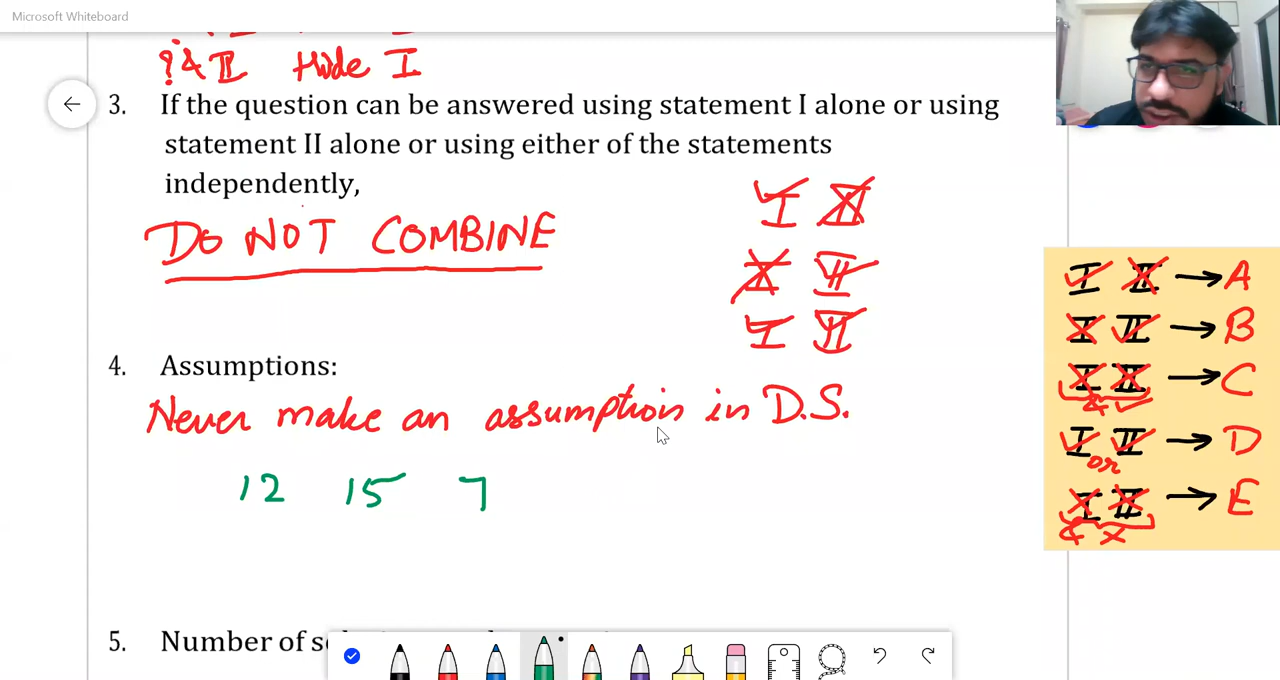 Microsoft Whiteboard
? & II Hide I
3. If the question can be answered using statement I alone or using
statement II alone or using either of the statements
independently,
I II
DO NOT COMBINE
I II
I II
4. Assumptions:
Never make an assumption in D.S.
12 15 7
5. Number of
I II → A
I II → B
I II → C
& ✓
I II → D
or
I II → E
& ×